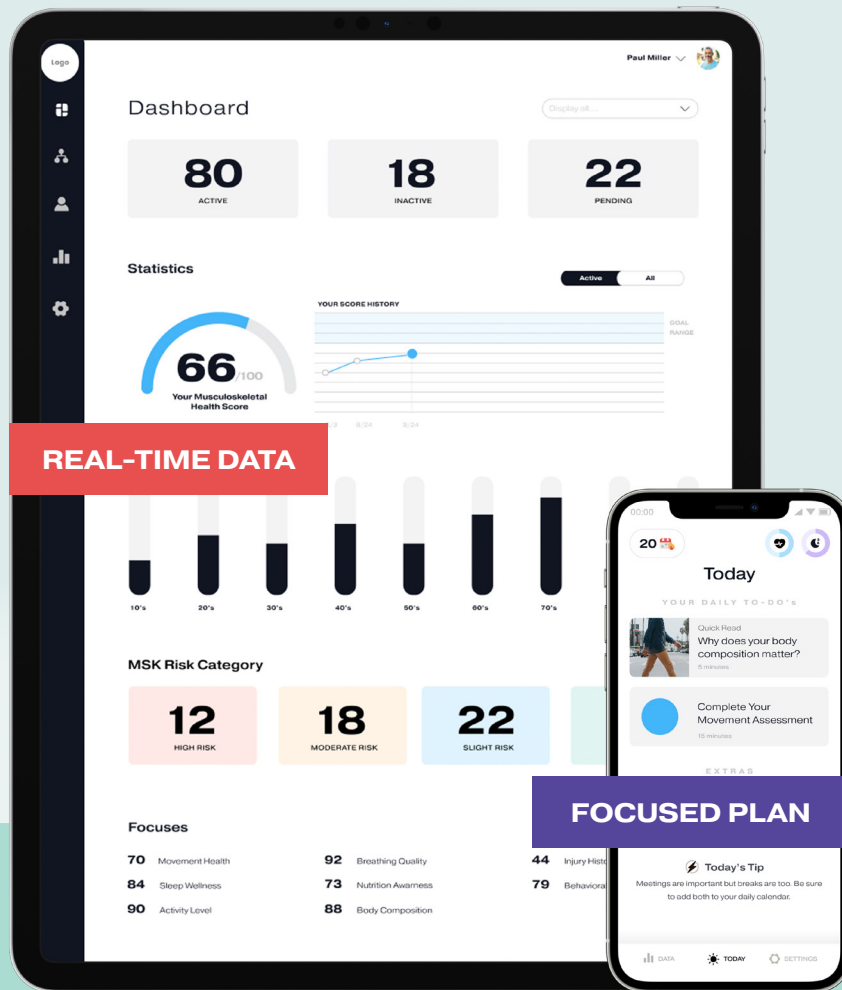 Logo
Paul Miller
Dashboard
Display all...
80
ACTIVE
18
INACTIVE
22
PENDING
Statistics
Active
All
YOUR SCORE HISTORY
GOAL
RANGE
66/100
Your Musculoskeletal
Health Score
8/24
9/24
REAL-TIME DATA
10's
20's
30's
40's
50's
60's
70's
MSK Risk Category
12
HIGH RISK
18
MODERATE RISK
22
SLIGHT RISK
Focuses
70 Movement Health
84 Sleep Wellness
90 Activity Level
92 Breathing Quality
73 Nutrition Awarness
88 Body Composition
44 Injury Histo
79 Behaviora
00:00
20
Today
YOUR DAILY TO-DO's
Quick Read
Why does your body
composition matter?
5 minutes
Complete Your
Movement Assessment
15 minutes
EXTRAS
FOCUSED PLAN
Today's Tip
Meetings are important but breaks are too. Be sure
to add both to your daily calendar.
DATA
TODAY
SETTINGS